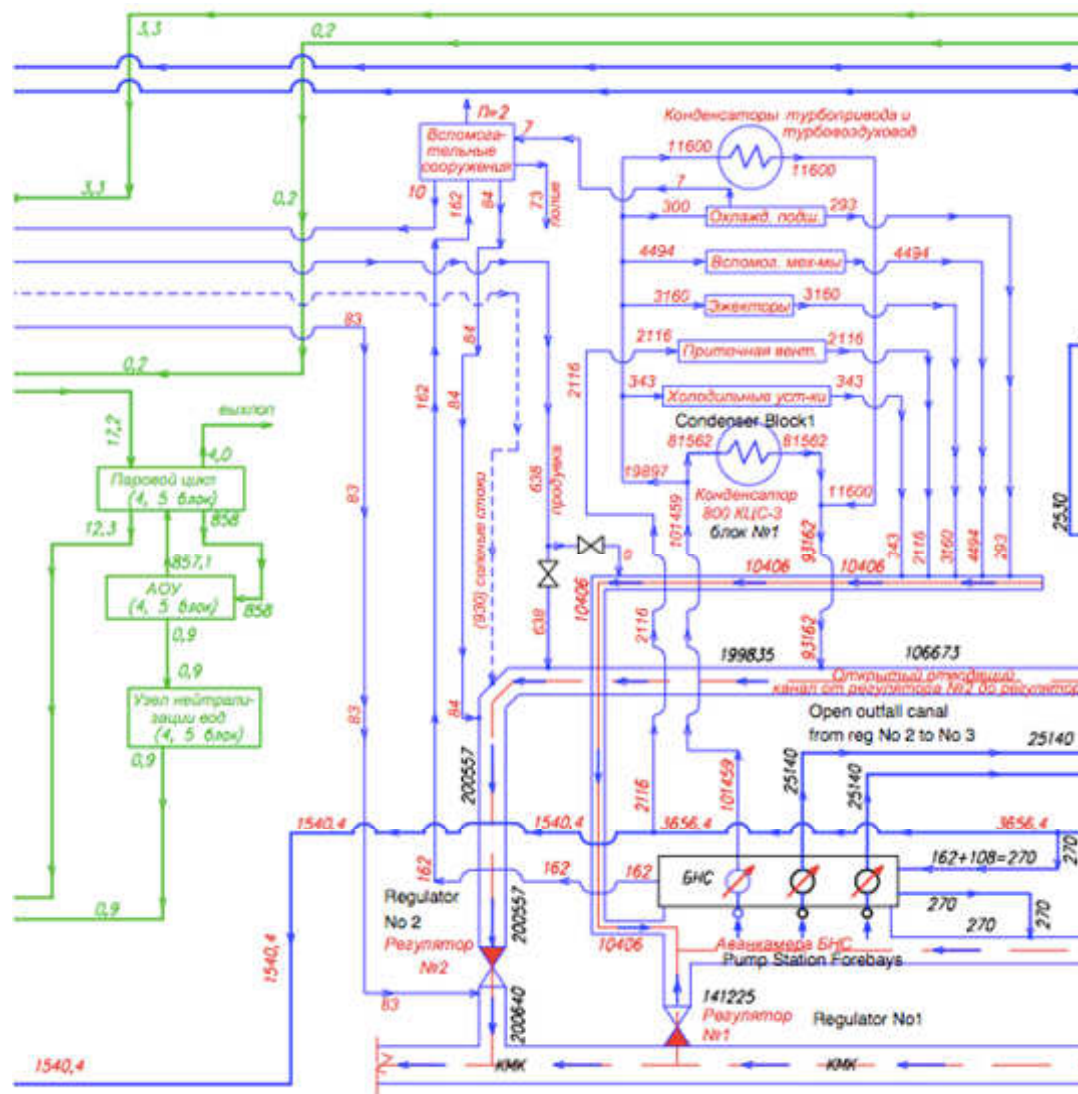 3,3
0,2
П=2
Вспомога-
тельные
сооружения
7
10
162
84
73
полив
Конденсаторы турбопривода и
турбовоздуховод
11600
11600
7
300
Охлажд. подш.
293
4494
Вспомог. мех-мы
4494
3160
Эжекторы
3160
2116
Приточная вент.
2116
343
Холодильные уст-ки
343
Condenser Block1
81562
81562
19897
Конденсатор
800 КЦС-3
блок №1
11600
101459
93162
2116
3,3
0,2
83
84
162
0,2
17,2
выхлоп
4,0
Паровой цикл
(4, 5 блок)
12,3
858
857,1
АОУ
(4, 5 блок)
858
0,9
0,9
Узел нейтрали-
зации вод
(4, 5 блок)
0,9
0,9
83
83
84
84
(930) соленые стоки
638
продувка
638
0
10406
10406
10406
343
2116
3160
4494
293
2530
2116
93162
199835
106673
Открытый отводящий
канал от регулятора №2 до регулятор
Open outfall canal
from reg No 2 to No 3
25140
25140
25140
101459
2116
200557
1540,4
1540,4
3656,4
3656,4
162
162
162
БНС
162+108=270
270
270
270
270
Regulator
No 2
Регулятор
№2
200557
10406
Аванкамера БНС
Pump Station Forebays
141225
Регулятор
№1
Regulator No1
83
200640
1540,4
1540,4
КМК
КМК